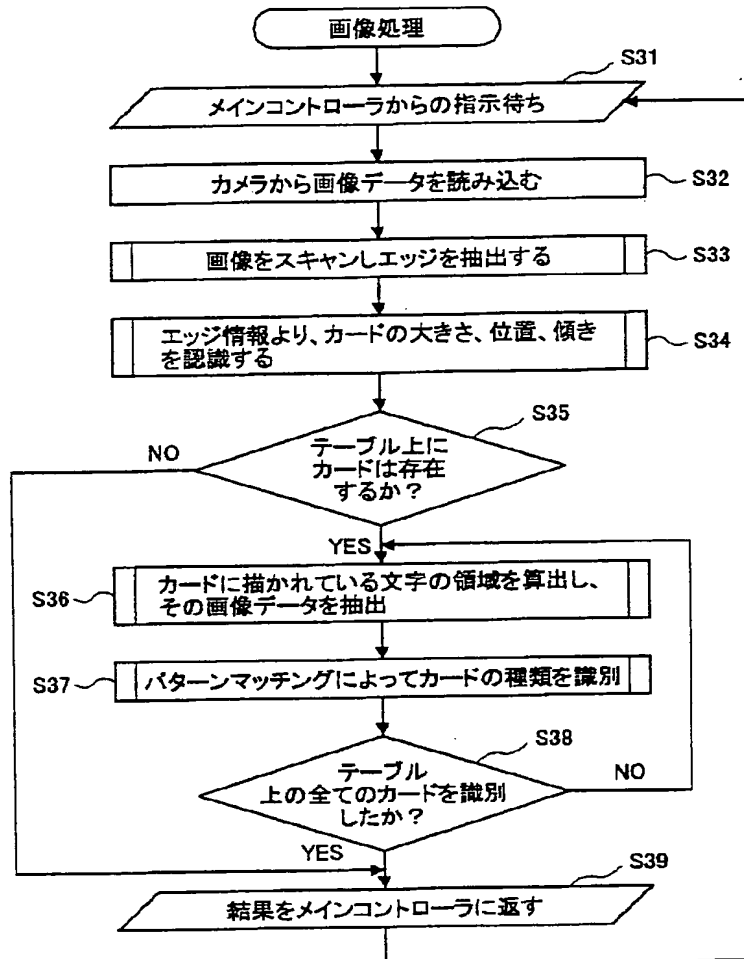 画像処理
S31
メインコントローラからの指示待ち
カメラから画像データを読み込む
S32
画像をスキャンしエッジを抽出する
S33
エッジ情報より、カードの大きさ、位置、傾き
を認識する
S34
S35
テーブル上に
カードは存在
するか?
NO
YES
S36
カードに描かれている文字の領域を算出し、
その画像データを抽出
S37
パターンマッチングによってカードの種類を識別
S38
テーブル
上の全てのカードを識別
したか?
NO
YES
S39
結果をメインコントローラに返す